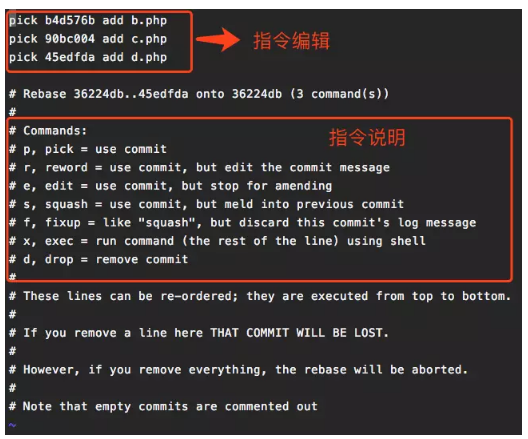 pick b4d576b add b.php
pick 90bc004 add c.php
指令编辑
pick 45edfda add d.php
# Rebase 36224db..45edfda onto 36224db (3 command(s))
#
# Commands:
指令说明
# p, pick = use commit
# r, reword = use commit, but edit the commit message
# e, edit = use commit, but stop for amending
# s, squash = use commit, but meld into previous commit
# f, fixup = like "squash", but discard this commit's log message
# x, exec = run command (the rest of the line) using shell
# d, drop = remove commit
#
# These lines can be re-ordered; they are executed from top to bottom.
#
# If you remove a line here THAT COMMIT WILL BE LOST.
#
# However, if you remove everything, the rebase will be aborted.
#
# Note that empty commits are commented out
~